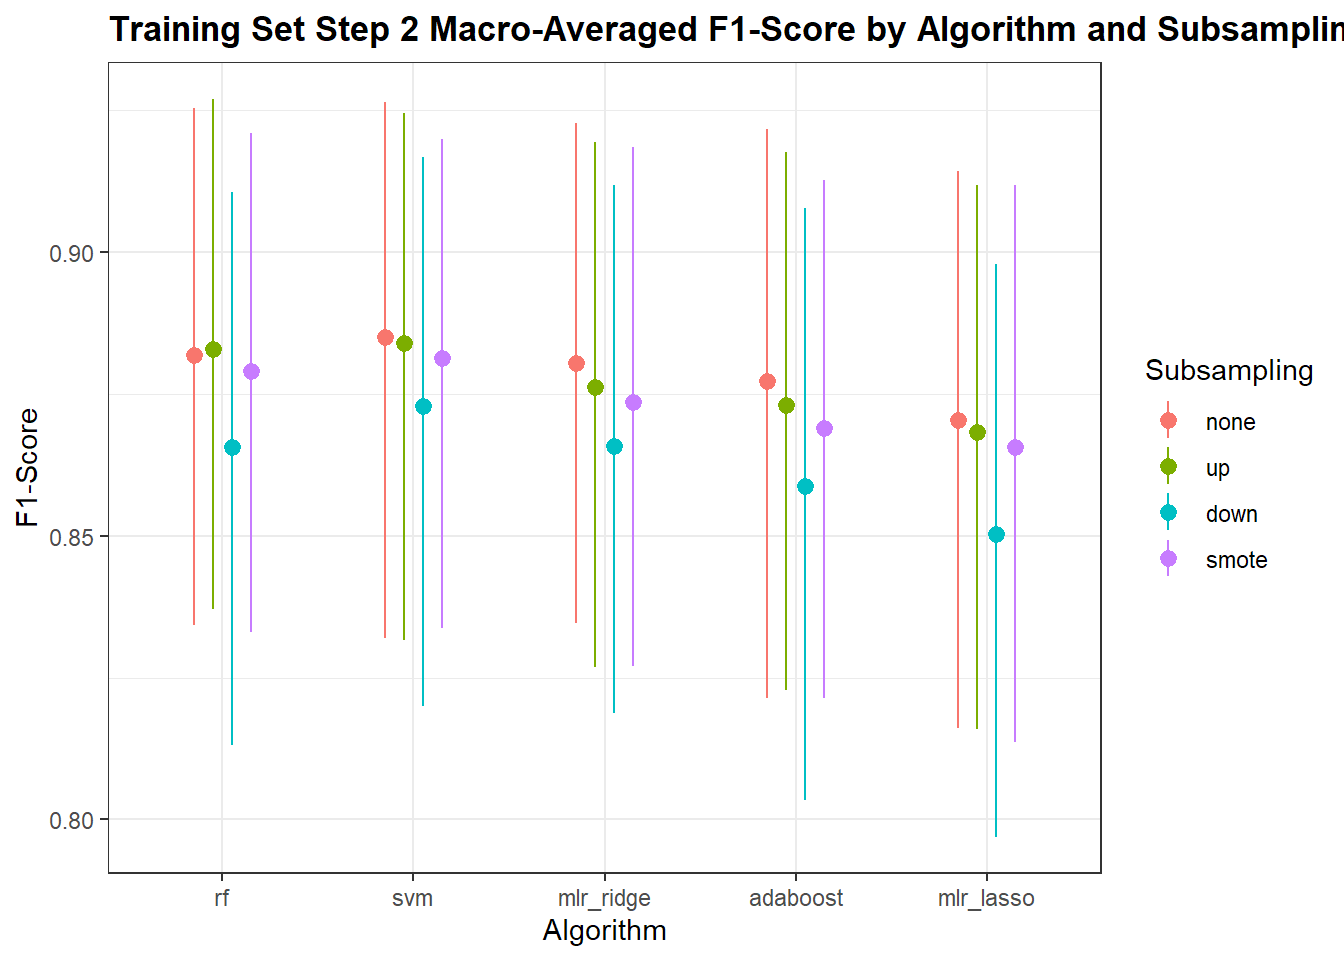 Training Set Step 2 Macro-Averaged F1-Score by Algorithm and Subsamplin
0.90
0.85
0.80
F1-Score
rf svm mlr_ridge adaboost mlr_lasso
Algorithm
Subsampling
none
up
down
smote